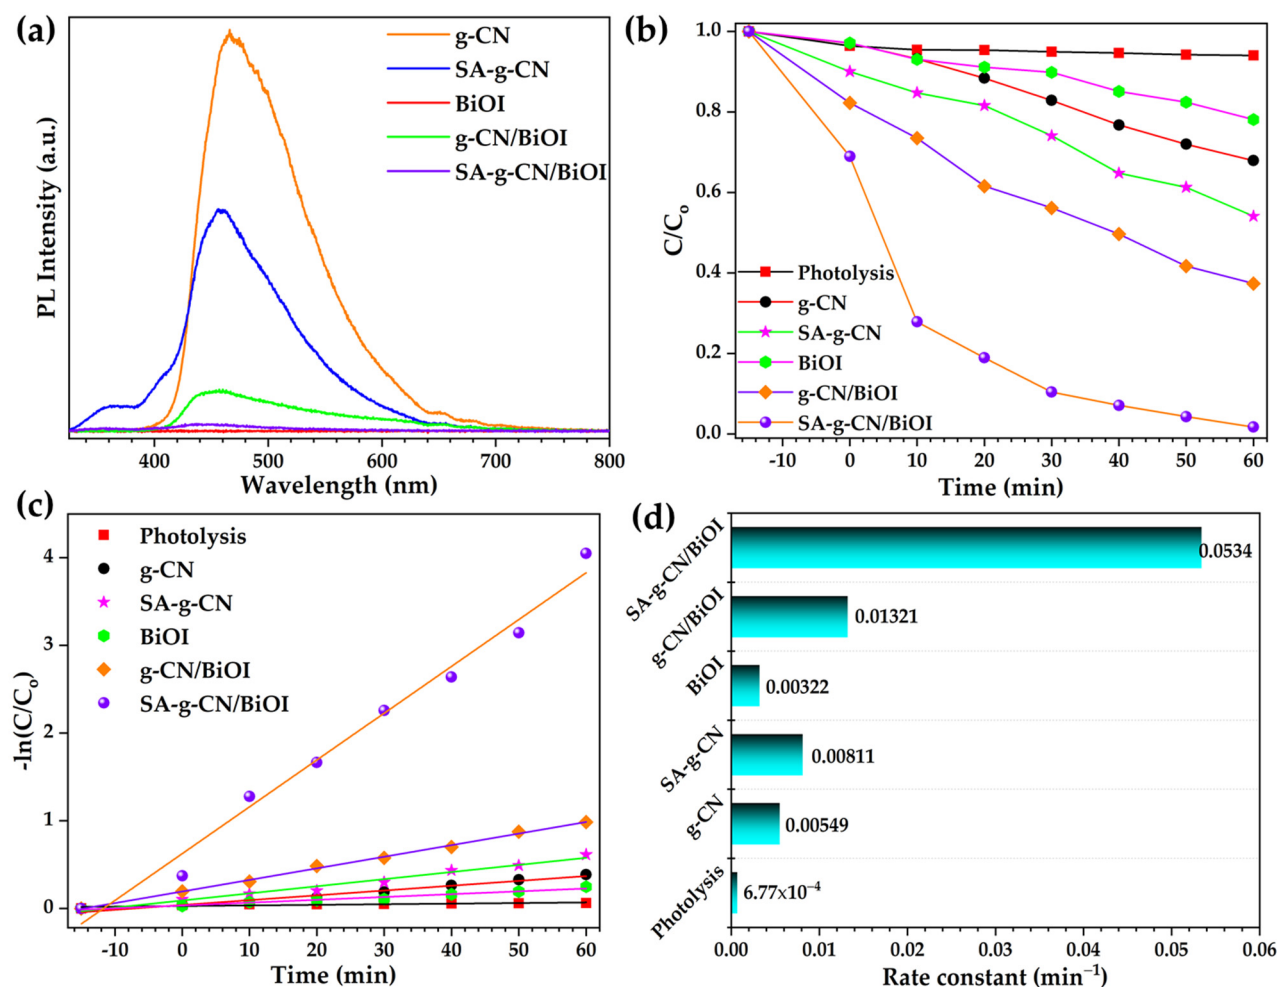 (a)
g-CN
SA-g-CN
BiOI
g-CN/BiOI
SA-g-CN/BiOI
PL Intensity (a.u.)
400 500 600 700 800
Wavelength (nm)
(b)
1.0
0.8
0.6
0.4
0.2
0.0
C/Co
Photolysis
g-CN
SA-g-CN
BiOI
g-CN/BiOI
SA-g-CN/BiOI
-10 0 10 20 30 40 50 60
Time (min)
(c)
4
3
2
1
0
-ln(C/Co)
Photolysis
g-CN
SA-g-CN
BiOI
g-CN/BiOI
SA-g-CN/BiOI
-10 0 10 20 30 40 50 60
Time (min)
(d)
SA-g-CN/BiOI
0.0534
g-CN/BiOI
0.01321
BiOI
0.00322
SA-g-CN
0.00811
g-CN
0.00549
Photolysis
6.77x10⁻⁴
0.00 0.01 0.02 0.03 0.04 0.05 0.06
Rate constant (min⁻¹)